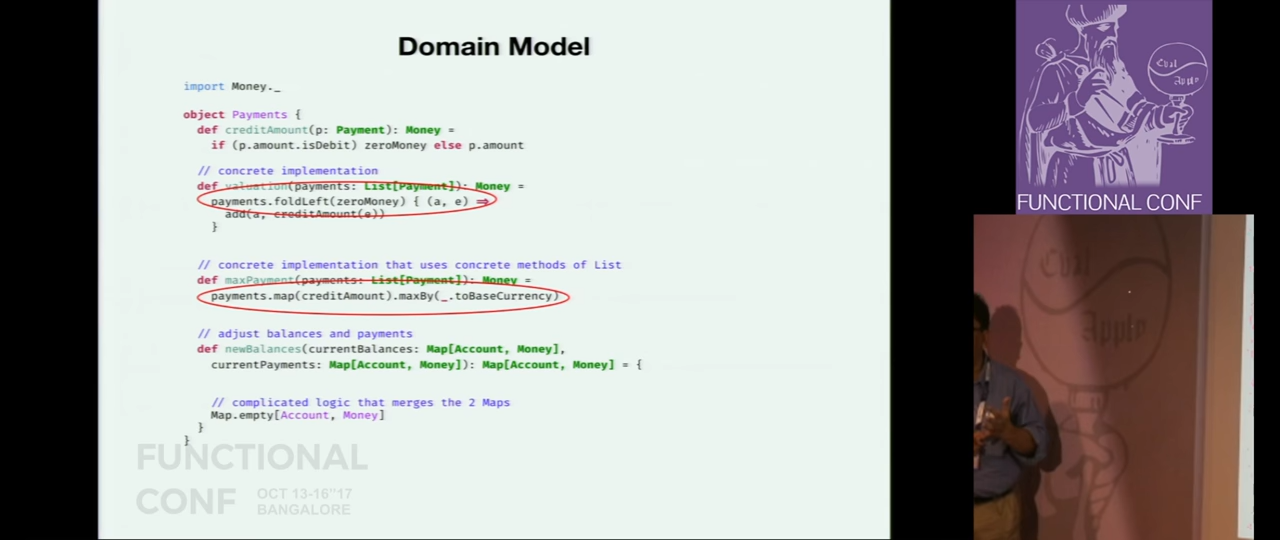 Domain Model
import Money._
object Payments {
def creditAmount(p: Payment): Money =
if (p.amount.isDebit) zeroMoney else p.amount
// concrete implementation
def valuation(payments: List[Payment]): Money =
payments.foldLeft(zeroMoney) { (a, e) ⇒
add(a, creditAmount(e))
}
// concrete implementation that uses concrete methods of List
def maxPayment(payments: List[Payment]): Money =
payments.map(creditAmount).maxBy(_.toBaseCurrency)
// adjust balances and payments
def newBalances(currentBalances: Map[Account, Money],
currentPayments: Map[Account, Money]): Map[Account, Money] = {
// complicated logic that merges the 2 Maps
Map.empty[Account, Money]
}
}
FUNCTIONAL
CONF OCT 13-16"17
BANGALORE
Eval
Apply
FUNCTIONAL CONF
Eval
Apply